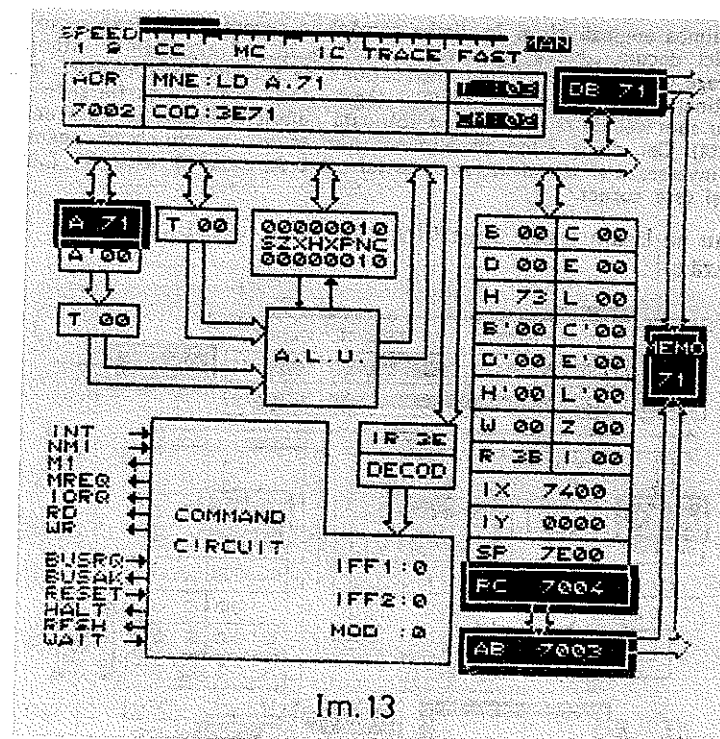 SPEED
1 2 CC MC IC TRACE FAST MAN
ADR MNE:LD A.71
7002 COD:3E71
DB 71
A 71
A'00
T 00
T 00
00000010
SZXHXPNC
00000010
A.L.U.
B 00 C 00
D 00 E 00
H 73 L 00
B'00 C'00
D'00 E'00
H'00 L'00
W 00 Z 00
R 3B I 00
IX 7400
IY 0000
SP 7E00
PC 7004
AB 7003
MEMO
71
IR 3E
DECOD
INT
NMI
M1
MREQ
IORQ
RD
WR
BUSRQ
BUSAK
RESET
HALT
RFSH
WAIT
COMMAND
CIRCUIT
IFF1:0
IFF2:0
MOD :0
Im.13